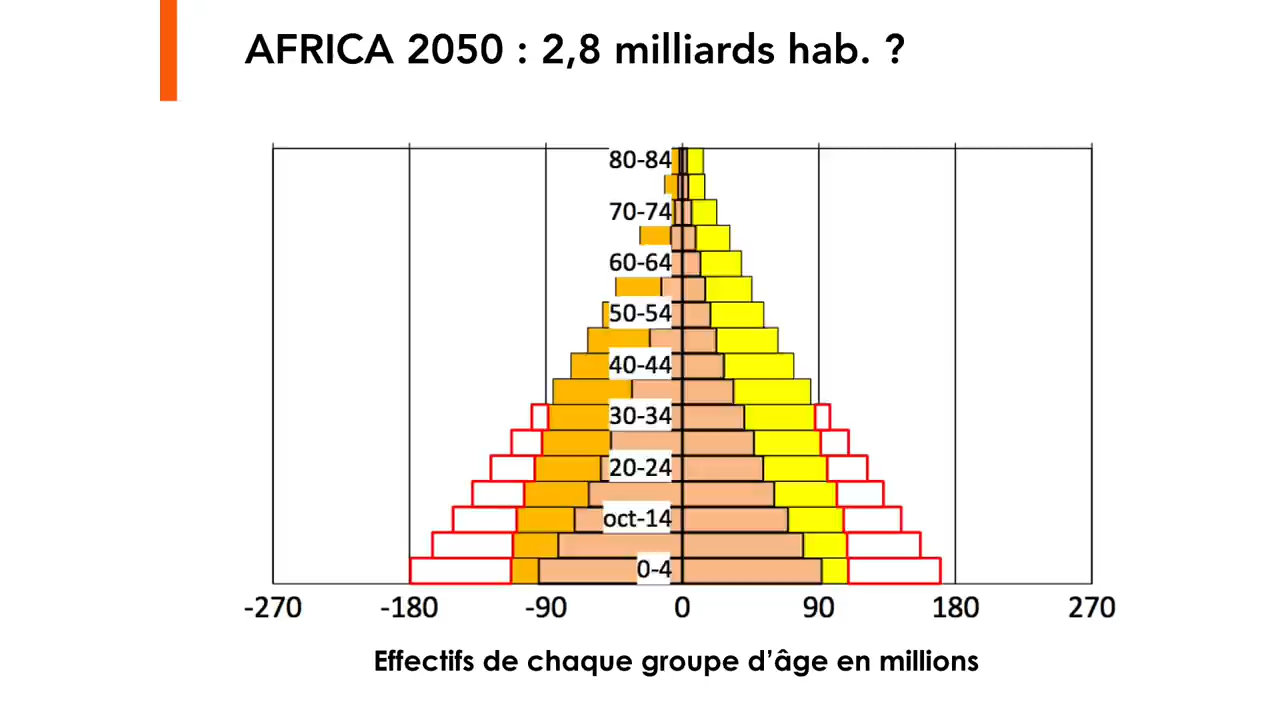 AFRICA 2050 : 2,8 milliards hab. ?
80-84
70-74
60-64
50-54
40-44
30-34
20-24
oct-14
0-4
-270 -180 -90 0 90 180 270
Effectifs de chaque groupe d'âge en millions